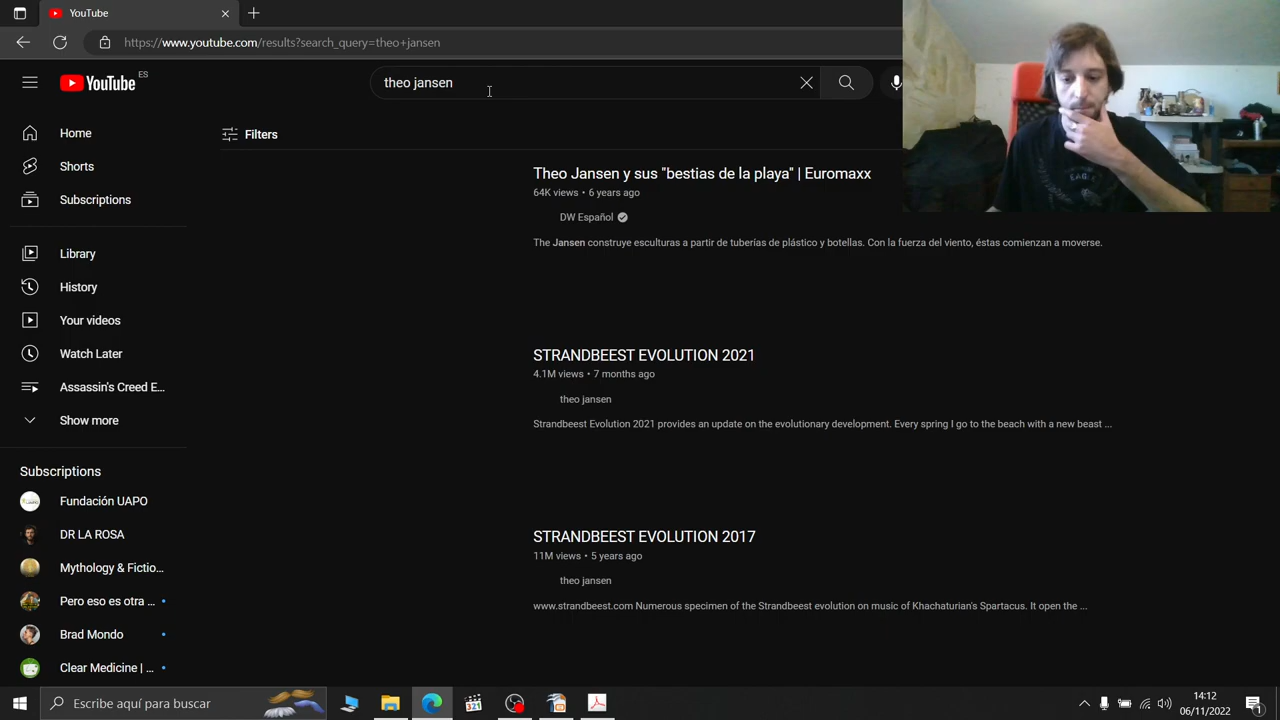 YouTube
https://www.youtube.com/results?search_query=theo+jansen
YouTube ES
theo jansen
Home
Shorts
Subscriptions
Library
History
Your videos
Watch Later
Assassin's Creed E...
Show more
Subscriptions
Fundación UAPO
DR LA ROSA
Mythology & Fictio...
Pero eso es otra ...
Brad Mondo
Clear Medicine | ...
Filters
Theo Jansen y sus "bestias de la playa" | Euromaxx
64K views • 6 years ago
DW Español
The Jansen construye esculturas a partir de tuberías de plástico y botellas. Con la fuerza del viento, éstas comienzan a moverse.
STRANDBEEST EVOLUTION 2021
4.1M views • 7 months ago
theo jansen
Strandbeest Evolution 2021 provides an update on the evolutionary development. Every spring I go to the beach with a new beast ...
STRANDBEEST EVOLUTION 2017
11M views • 5 years ago
theo jansen
www.strandbeest.com Numerous specimen of the Strandbeest evolution on music of Khachaturian's Spartacus. It open the ...
Escribe aquí para buscar
14:12
06/11/2022